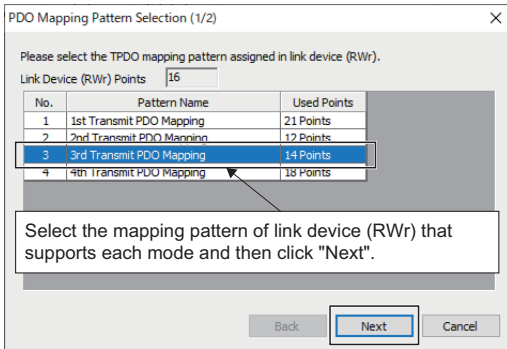 PDO Mapping Pattern Selection (1/2)
Please select the TPDO mapping pattern assigned in link device (RWr).
Link Device (RWr) Points 16
No. Pattern Name Used Points
1 1st Transmit PDO Mapping 21 Points
2 2nd Transmit PDO Mapping 12 Points
3 3rd Transmit PDO Mapping 14 Points
4 4th Transmit PDO Mapping 18 Points
Select the mapping pattern of link device (RWr) that
supports each mode and then click "Next".
Back Next Cancel